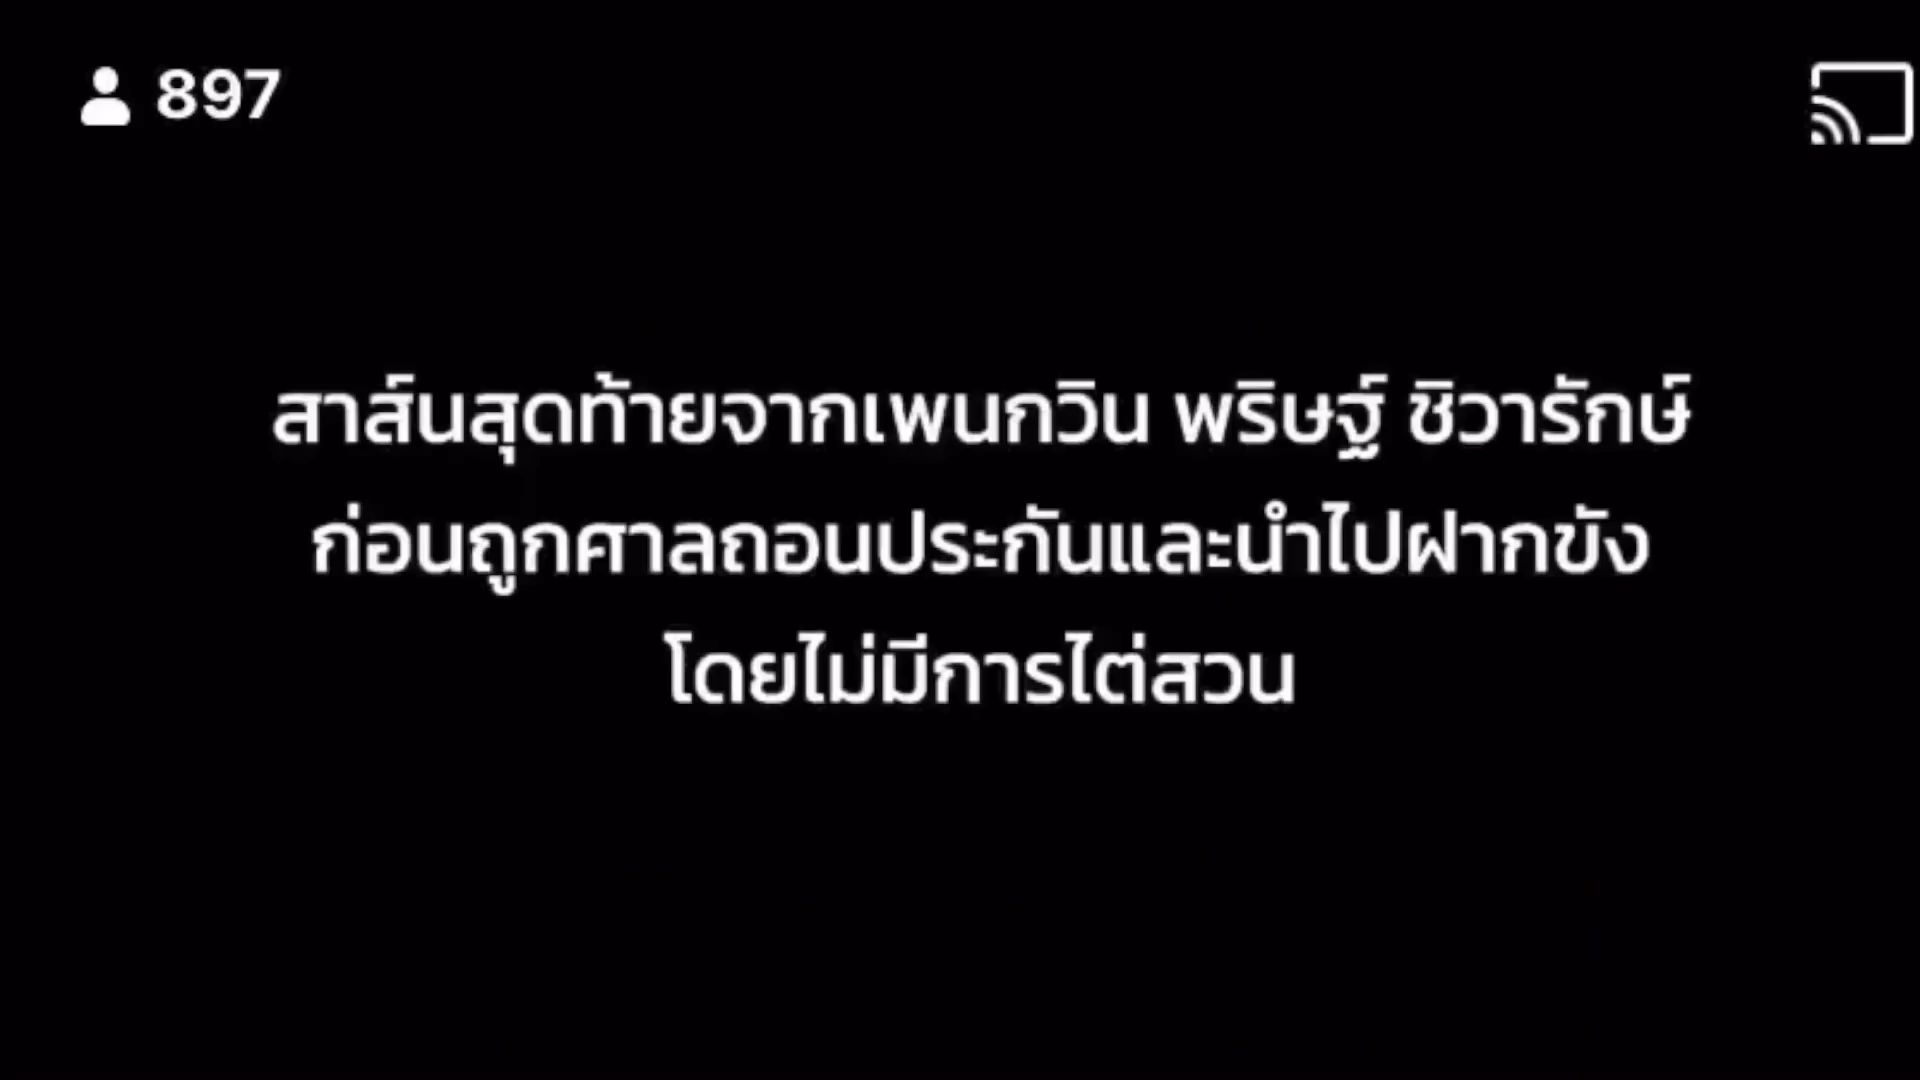 897
สาส์นสุดท้ายจากเพนกวิน พริษฐ์ ชิวารักษ์
ก่อนถูกศาลถอนประกันและนำไปฝากขัง
โดยไม่มีการไต่สวน